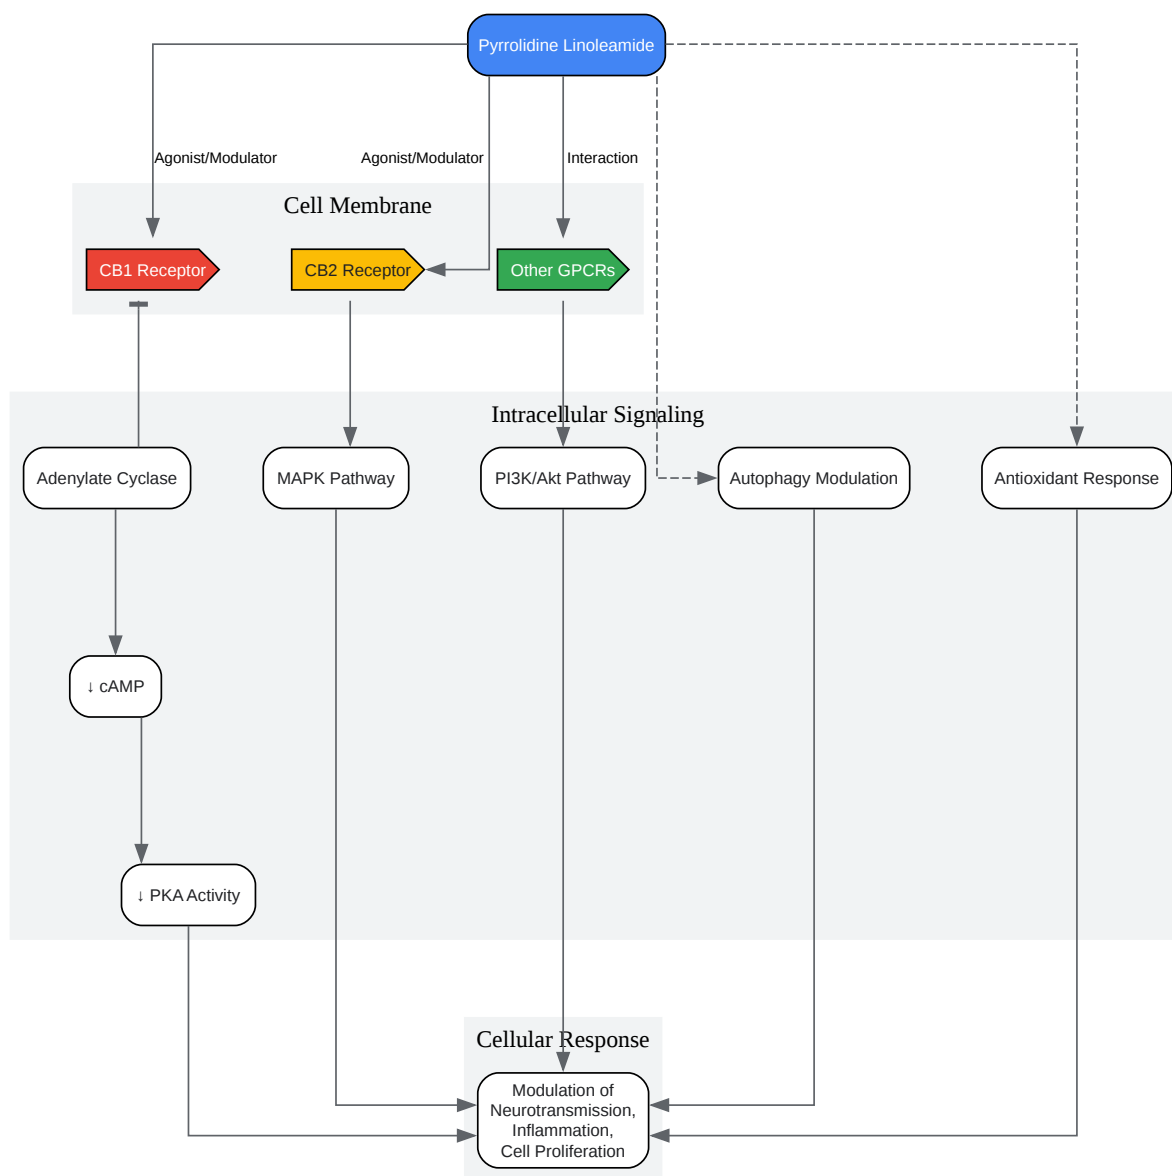 Pyrrolidine Linoleamide
Agonist/Modulator
Agonist/Modulator
Interaction
Cell Membrane
CB1 Receptor
CB2 Receptor
Other GPCRs
Intracellular Signaling
Adenylate Cyclase
MAPK Pathway
PI3K/Akt Pathway
Autophagy Modulation
Antioxidant Response
↓ cAMP
↓ PKA Activity
Cellular Response
Modulation of
Neurotransmission,
Inflammation,
Cell Proliferation